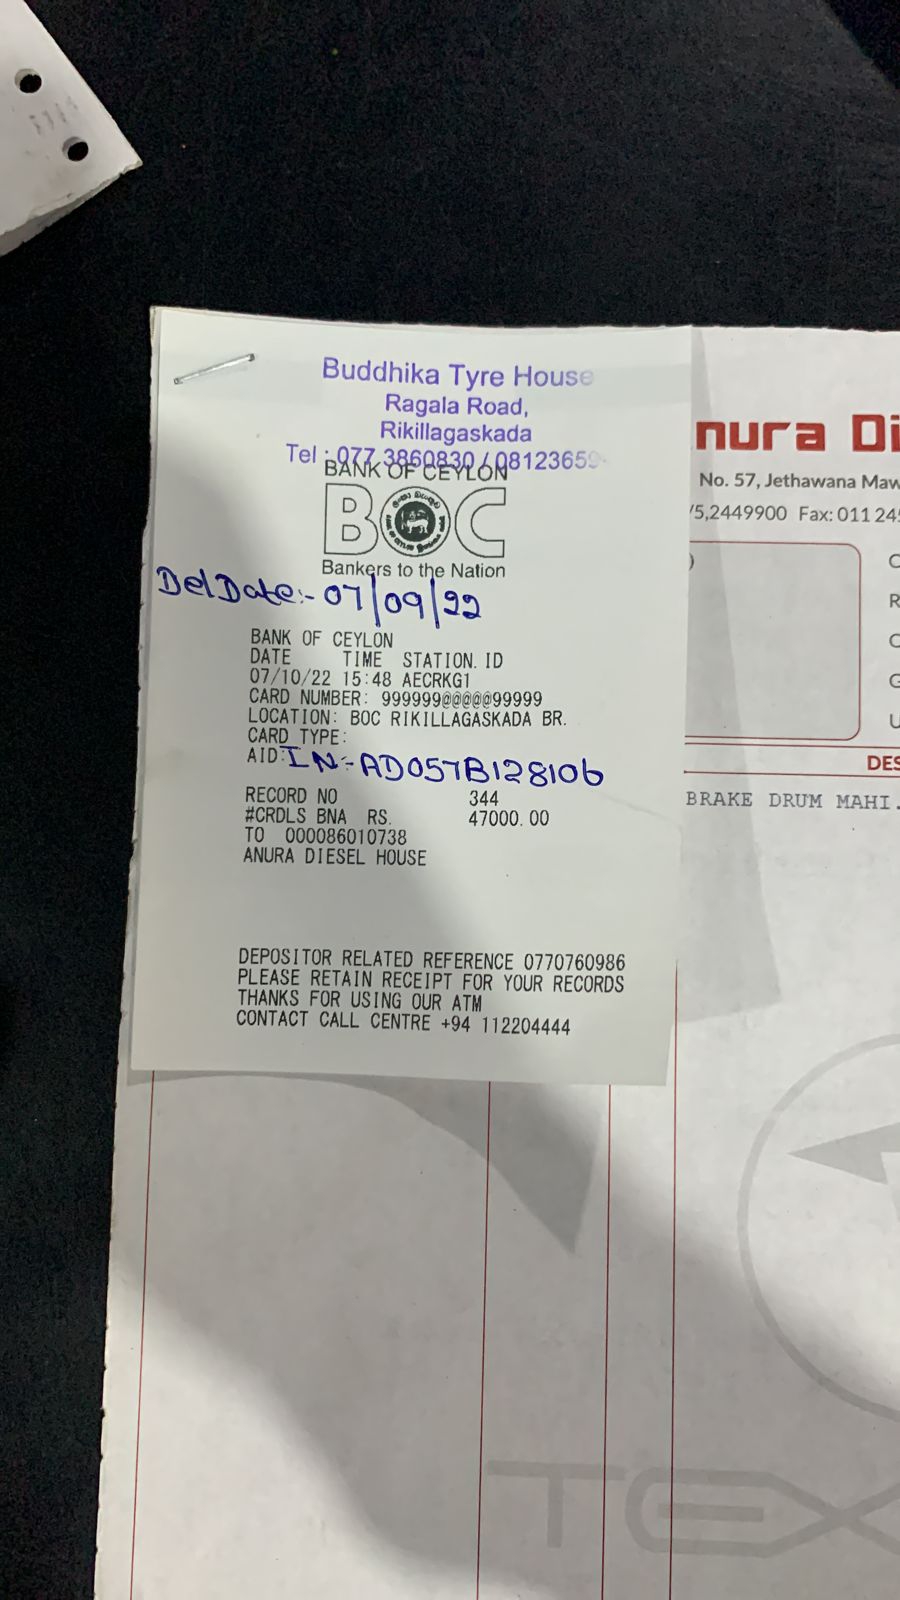 Buddhika Tyre House
Ragala Road,
Rikillagaskada
Tel : 077 3860830 / 08123659
BANK OF CEYLON
BOC
Bankers to the Nation
Del Date:- 07/09/22
BANK OF CEYLON
DATE TIME STATION. ID
07/10/22 15:48 AECRKG1
CARD NUMBER: 999999@@@@@99999
LOCATION: BOC RIKILLAGASKADA BR.
CARD TYPE:
AID: IN:- AD057B128106
RECORD NO 344
#CRDLS BNA RS. 47000.00
TO 000086010738
ANURA DIESEL HOUSE
DEPOSITOR RELATED REFERENCE 0770760986
PLEASE RETAIN RECEIPT FOR YOUR RECORDS
THANKS FOR USING OUR ATM
CONTACT CALL CENTRE +94 112204444
nura Di
No. 57, Jethawana Maw
/5,2449900 Fax: 011 245
)
C
R
O
G
U
DES
BRAKE DRUM MAHI.
TEX